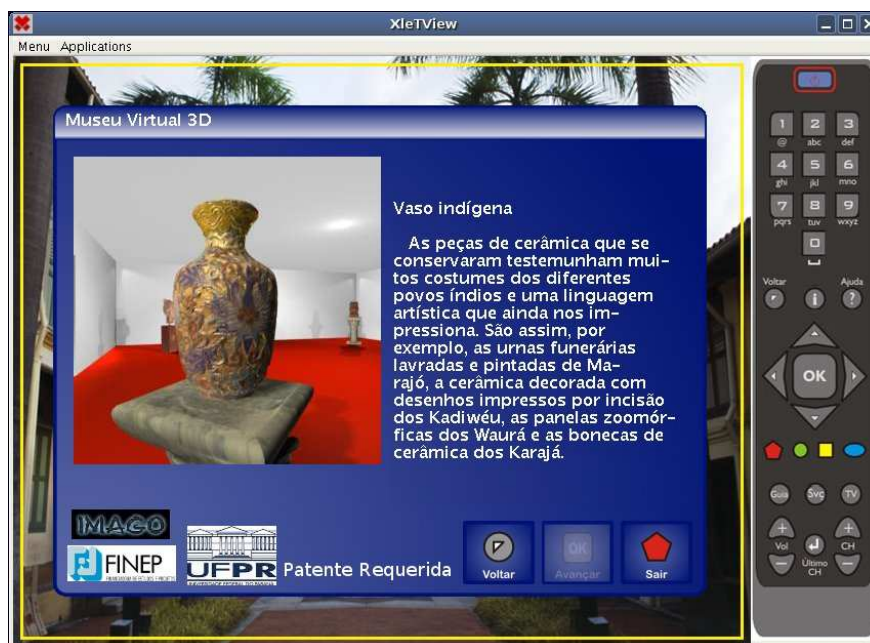 XleTView
Menu Applications
Museu Virtual 3D
Vaso indígena
As peças de cerâmica que se
conservaram testemunham mui-
tos costumes dos diferentes
povos índios e uma linguagem
artística que ainda nos im-
pressiona. São assim, por
exemplo, as urnas funerárias
lavradas e pintadas de Ma-
rajó, a cerâmica decorada com
desenhos impressos por incisão
dos Kadiwéu, as panelas zoomór-
ficas dos Waurá e as bonecas de
cerâmica dos Karajá.
IMAGO
FINEP
UFPR
UNIVERSIDADE FEDERAL DO PARANÁ
Patente Requerida
Voltar
OK
Avançar
Sair
1 2 3
@ abc def
4 5 6
ghi jkl mno
7 8 9
pqrs tuv wxyz
0
Voltar Ajuda
i ?
OK
Guia Svç TV
+ +
Vol CH
Último
CH